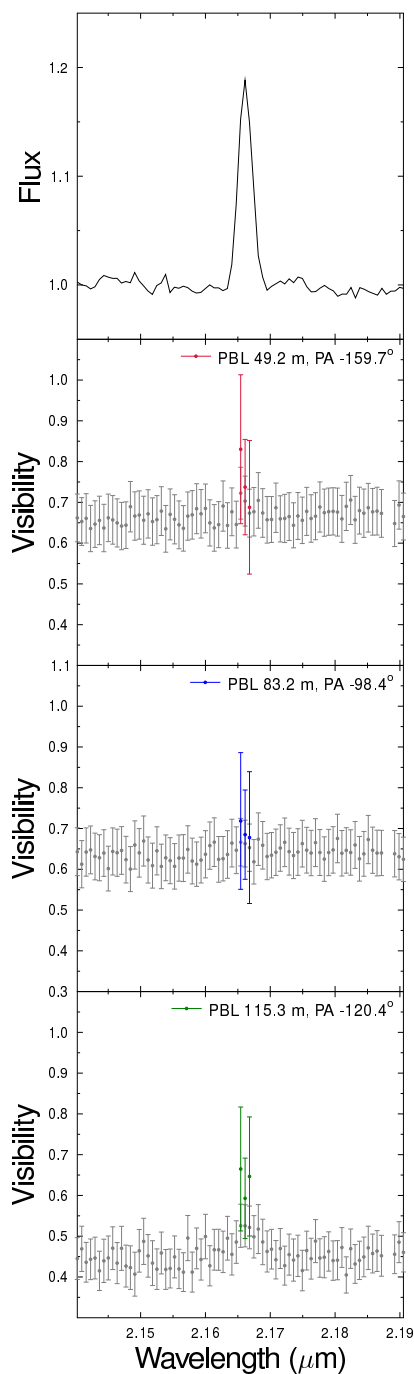 1.2
1.1
1.0
Flux
PBL 49.2 m, PA -159.7°
1.0
0.9
0.8
0.7
0.6
0.5
0.4
Visibility
1.1
PBL 83.2 m, PA -98.4°
1.0
0.9
0.8
0.7
0.6
0.5
0.4
Visibility
0.3
PBL 115.3 m, PA -120.4°
1.0
0.9
0.8
0.7
0.6
0.5
0.4
Visibility
2.15 2.16 2.17 2.18 2.19
Wavelength (μm)